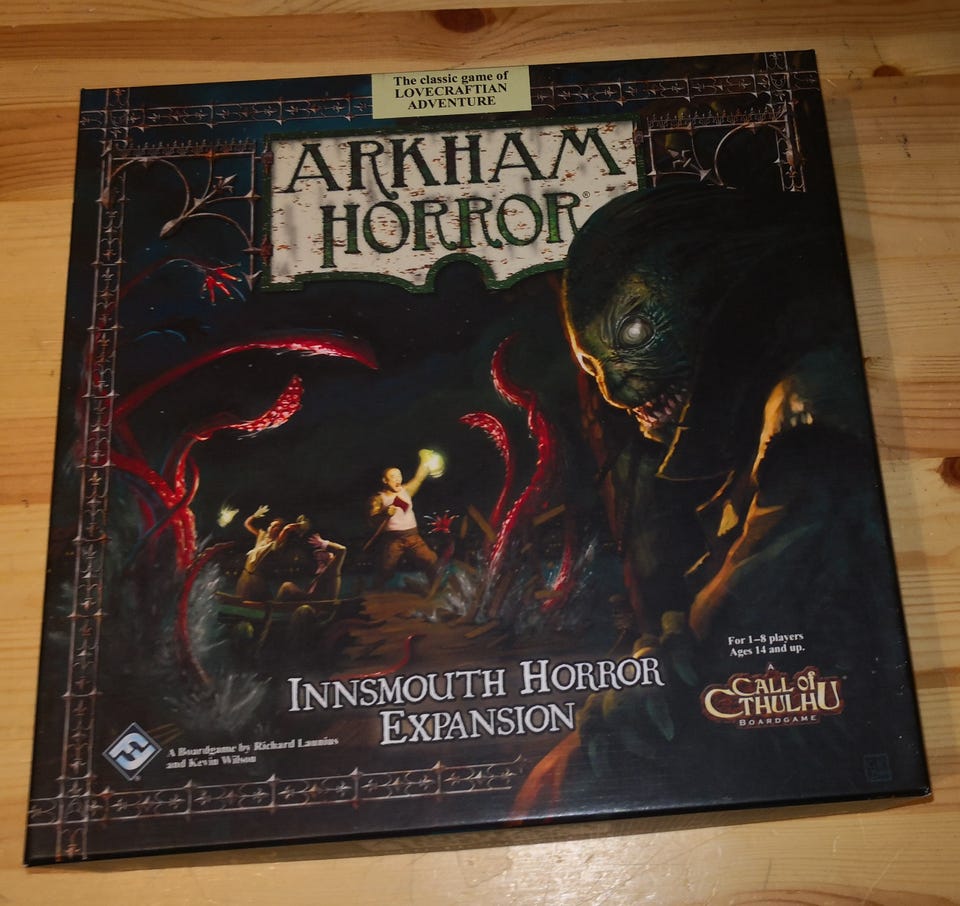 The classic game of
LOVECRAFTIAN
ADVENTURE
ARKHAM
HORROR®
For 1–8 players
Ages 14 and up.
INNSMOUTH HORROR
EXPANSION
A
CALL of
CTHULHU
BOARDGAME
A Boardgame by Richard Launius
and Kevin Wilson